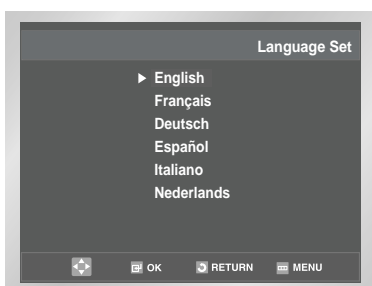 Language Set
► English
Français
Deutsch
Español
Italiano
Nederlands
OK RETURN MENU